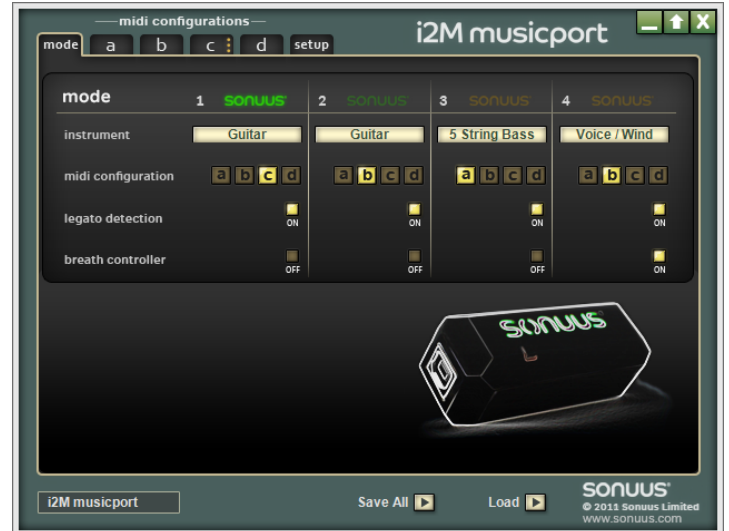 midi configurations
i2M musicport
X
mode a b c d setup
mode 1 sonuus 2 sonuus 3 sonuus 4 sonuus
instrument Guitar Guitar 5 String Bass Voice / Wind
midi configuration a b c d a b c d a b c d a b c d
legato detection ON ON ON ON
breath controller OFF OFF OFF ON
sonuus
i2M musicport Save All Load sonuus
© 2011 Sonuus Limited
www.sonuus.com